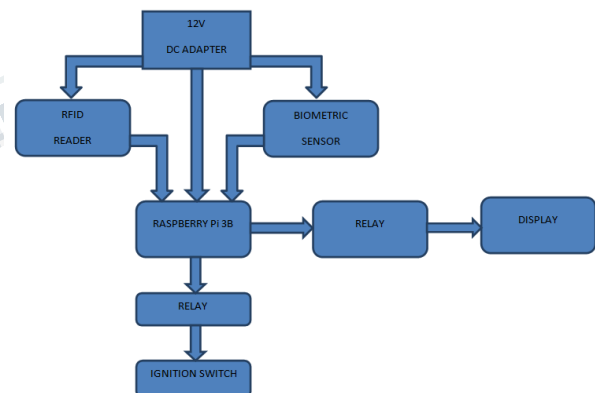 12V
DC ADAPTER
RFID
READER
BIOMETRIC
SENSOR
RASPBERRY Pi 3B
RELAY
DISPLAY
RELAY
IGNITION SWITCH